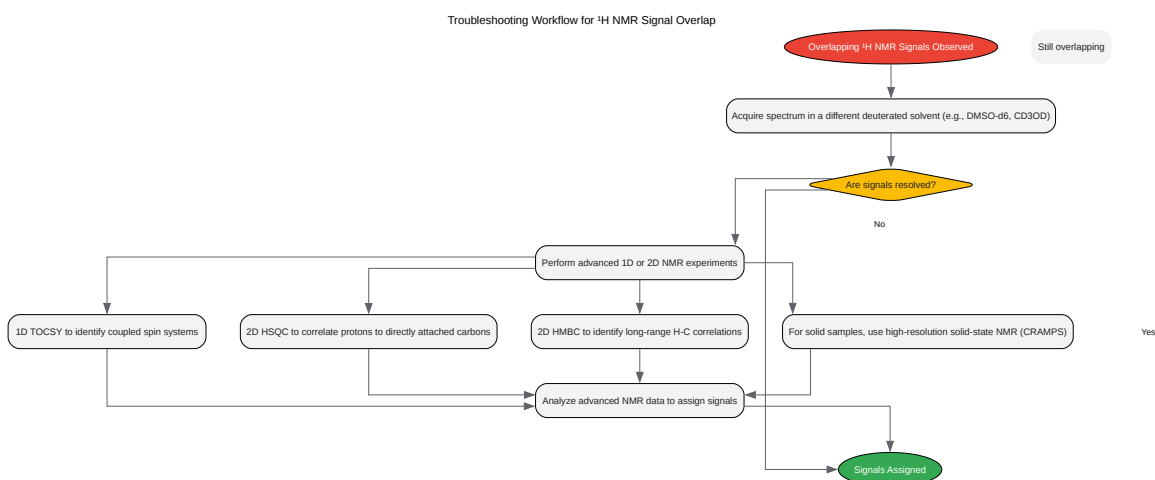 Troubleshooting Workflow for ¹H NMR Signal Overlap
Overlapping ¹H NMR Signals Observed
Still overlapping
Acquire spectrum in a different deuterated solvent (e.g., DMSO-d6, CD3OD)
Are signals resolved?
No
Perform advanced 1D or 2D NMR experiments
1D TOCSY to identify coupled spin systems
2D HSQC to correlate protons to directly attached carbons
2D HMBC to identify long-range H-C correlations
For solid samples, use high-resolution solid-state NMR (CRAMPS)
Yes
Analyze advanced NMR data to assign signals
Signals Assigned